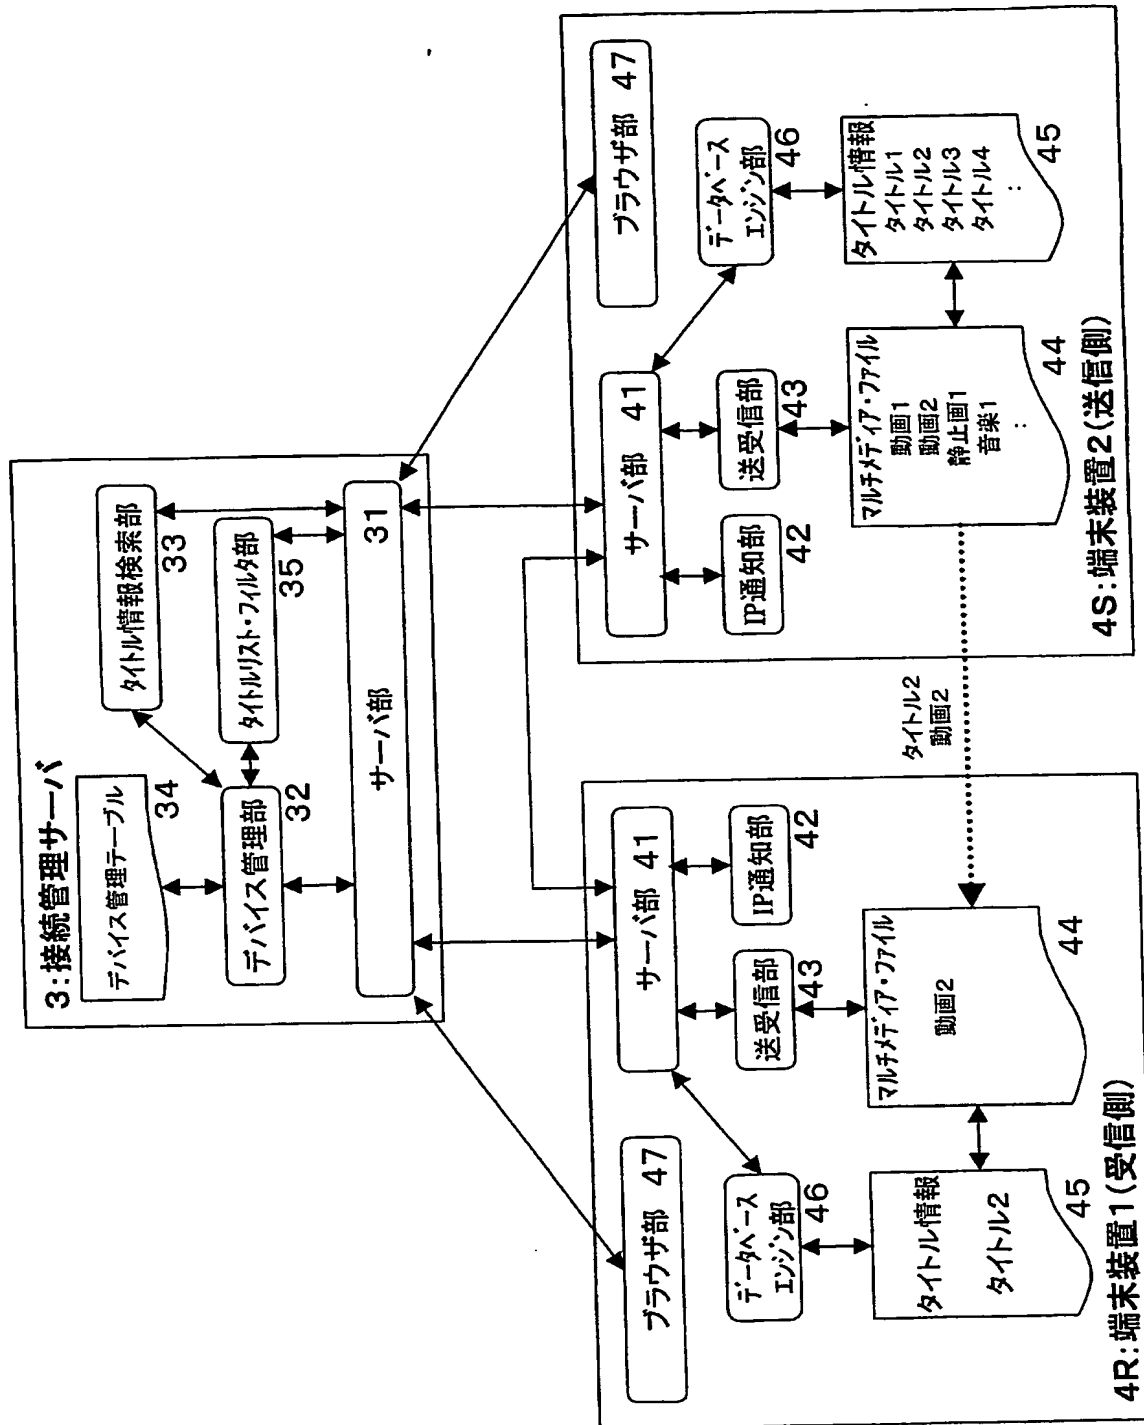 3:接続管理サーバ
デバイス管理テーブル
34
タイトル情報検索部
33
デバイス管理部
32
タイトルリスト・フィルタ部
35
サーバ部 31
ブラウザ部 47
サーバ部 41
データベース
エンジン部
46
送受信部
43
IP通知部
42
タイトル情報
タイトル2
45
マルチメディア・ファイル
動画2
44
4R:端末装置1(受信側)
タイトル2
動画2
サーバ部 41
ブラウザ部 47
IP通知部
42
送受信部
43
データベース
エンジン部
46
マルチメディア・ファイル
動画1
動画2
静止画1
音楽1
:
44
タイトル情報
タイトル1
タイトル2
タイトル3
タイトル4
:
45
4S:端末装置2(送信側)